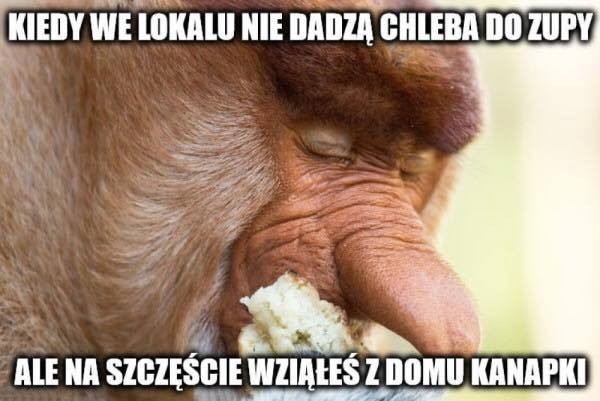 KIEDY WE LOKALU NIE DADZĄ CHLEBA DO ZUPY
ALE NA SZCZĘŚCIE WZIĄŁEŚ Z DOMU KANAPKI